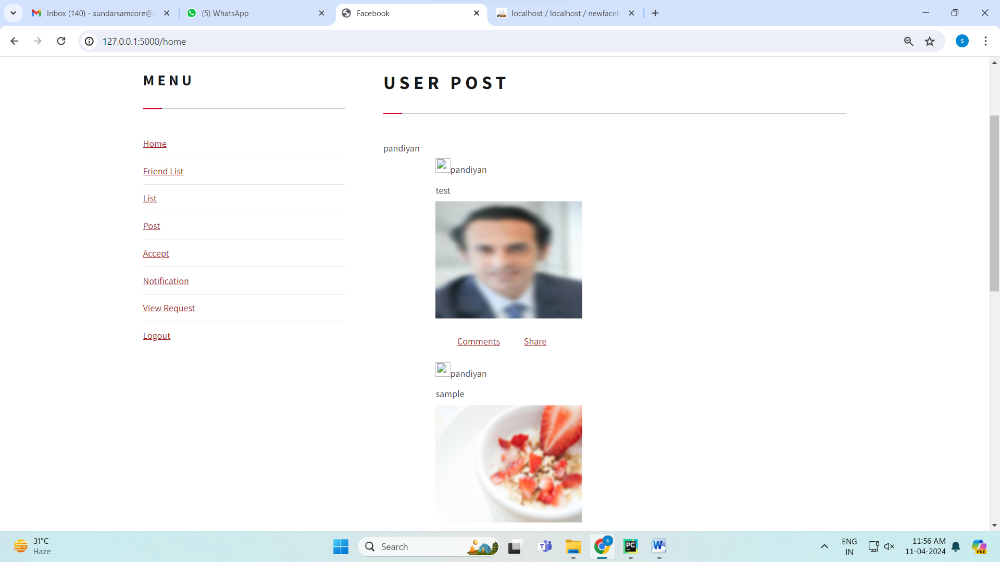 Inbox (140) - sundarsamcore@g
(5) WhatsApp
Facebook
localhost / localhost / newfaceb
127.0.0.1:5000/home
MENU
Home
Friend List
List
Post
Accept
Notification
View Request
Logout
USER POST
pandiyan
pandiyan
test
Comments Share
pandiyan
sample
31°C
Haze
Search
ENG
IN
11:56 AM
11-04-2024